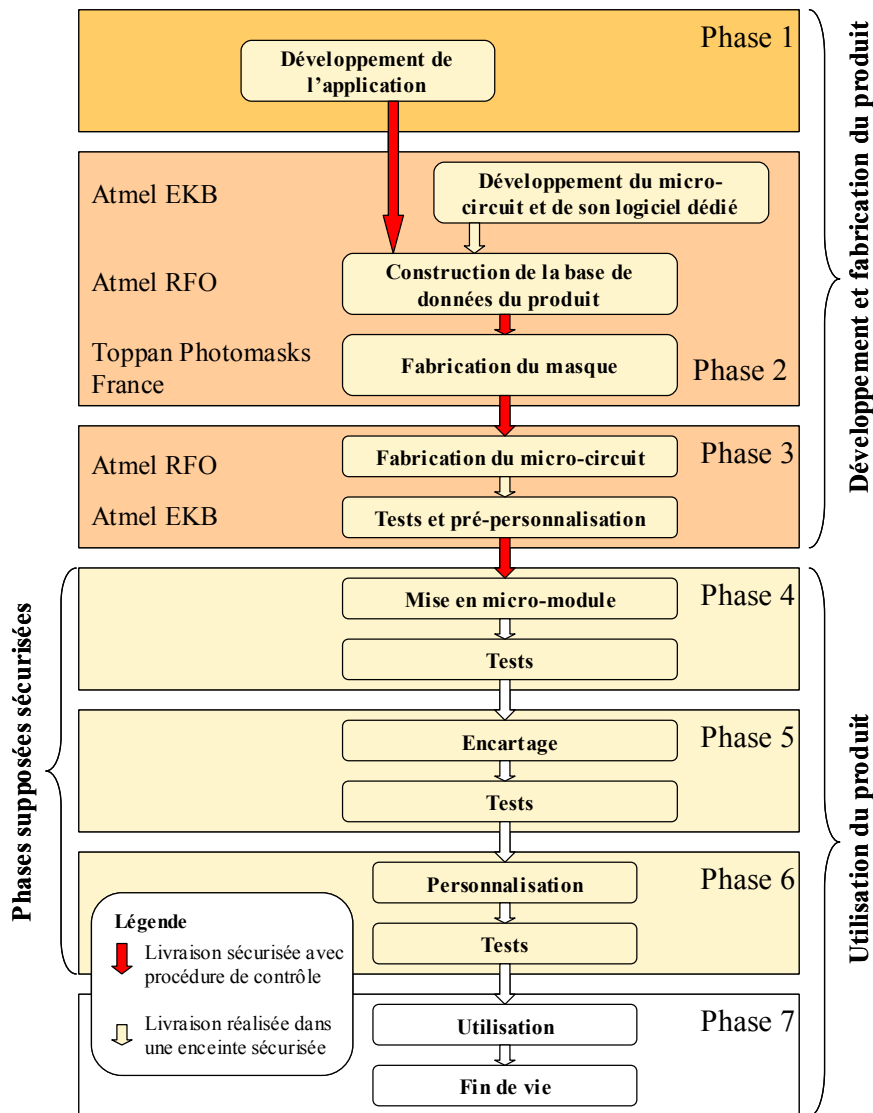 Phase 1
Développement de
l'application
Développement et fabrication du produit
Atmel EKB
Développement du micro-
circuit et de son logiciel dédié
Atmel RFO
Construction de la base de
données du produit
Toppan Photomasks
France
Fabrication du masque
Phase 2
Phase 3
Atmel RFO
Fabrication du micro-circuit
Atmel EKB
Tests et pré-personnalisation
Phases supposées sécurisées
Phase 4
Mise en micro-module
Tests
Utilisation du produit
Phase 5
Encartage
Tests
Phase 6
Personnalisation
Tests
Légende
Livraison sécurisée avec
procédure de contrôle
Livraison réalisée dans
une enceinte sécurisée
Phase 7
Utilisation
Fin de vie